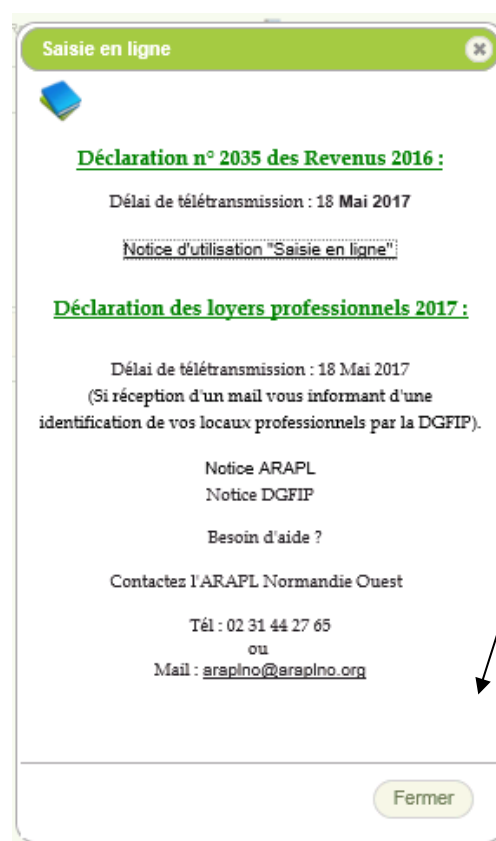 Saisie en ligne
Déclaration n° 2035 des Revenus 2016 :
Délai de télétransmission : 18 Mai 2017
Notice d'utilisation "Saisie en ligne"
Déclaration des loyers professionnels 2017 :
Délai de télétransmission : 18 Mai 2017
(Si réception d'un mail vous informant d'une
identification de vos locaux professionnels par la DGFIP).
Notice ARAPL
Notice DGFIP
Besoin d'aide ?
Contactez l'ARAPL Normandie Ouest
Tél : 02 31 44 27 65
ou
Mail : araplno@araplno.org
Fermer